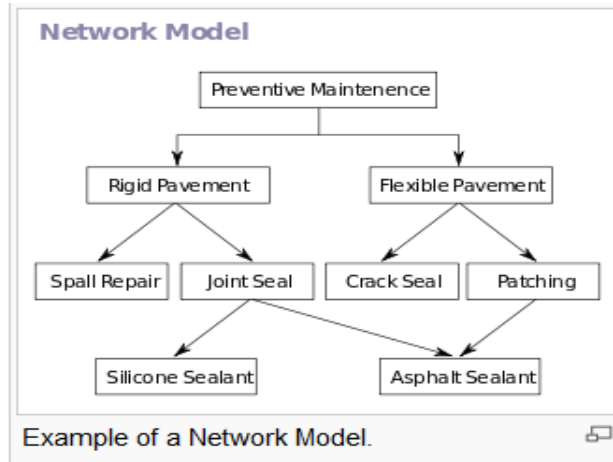 Network Model
Preventive Maintenence
Rigid Pavement
Flexible Pavement
Spall Repair
Joint Seal
Crack Seal
Patching
Silicone Sealant
Asphalt Sealant
Example of a Network Model.